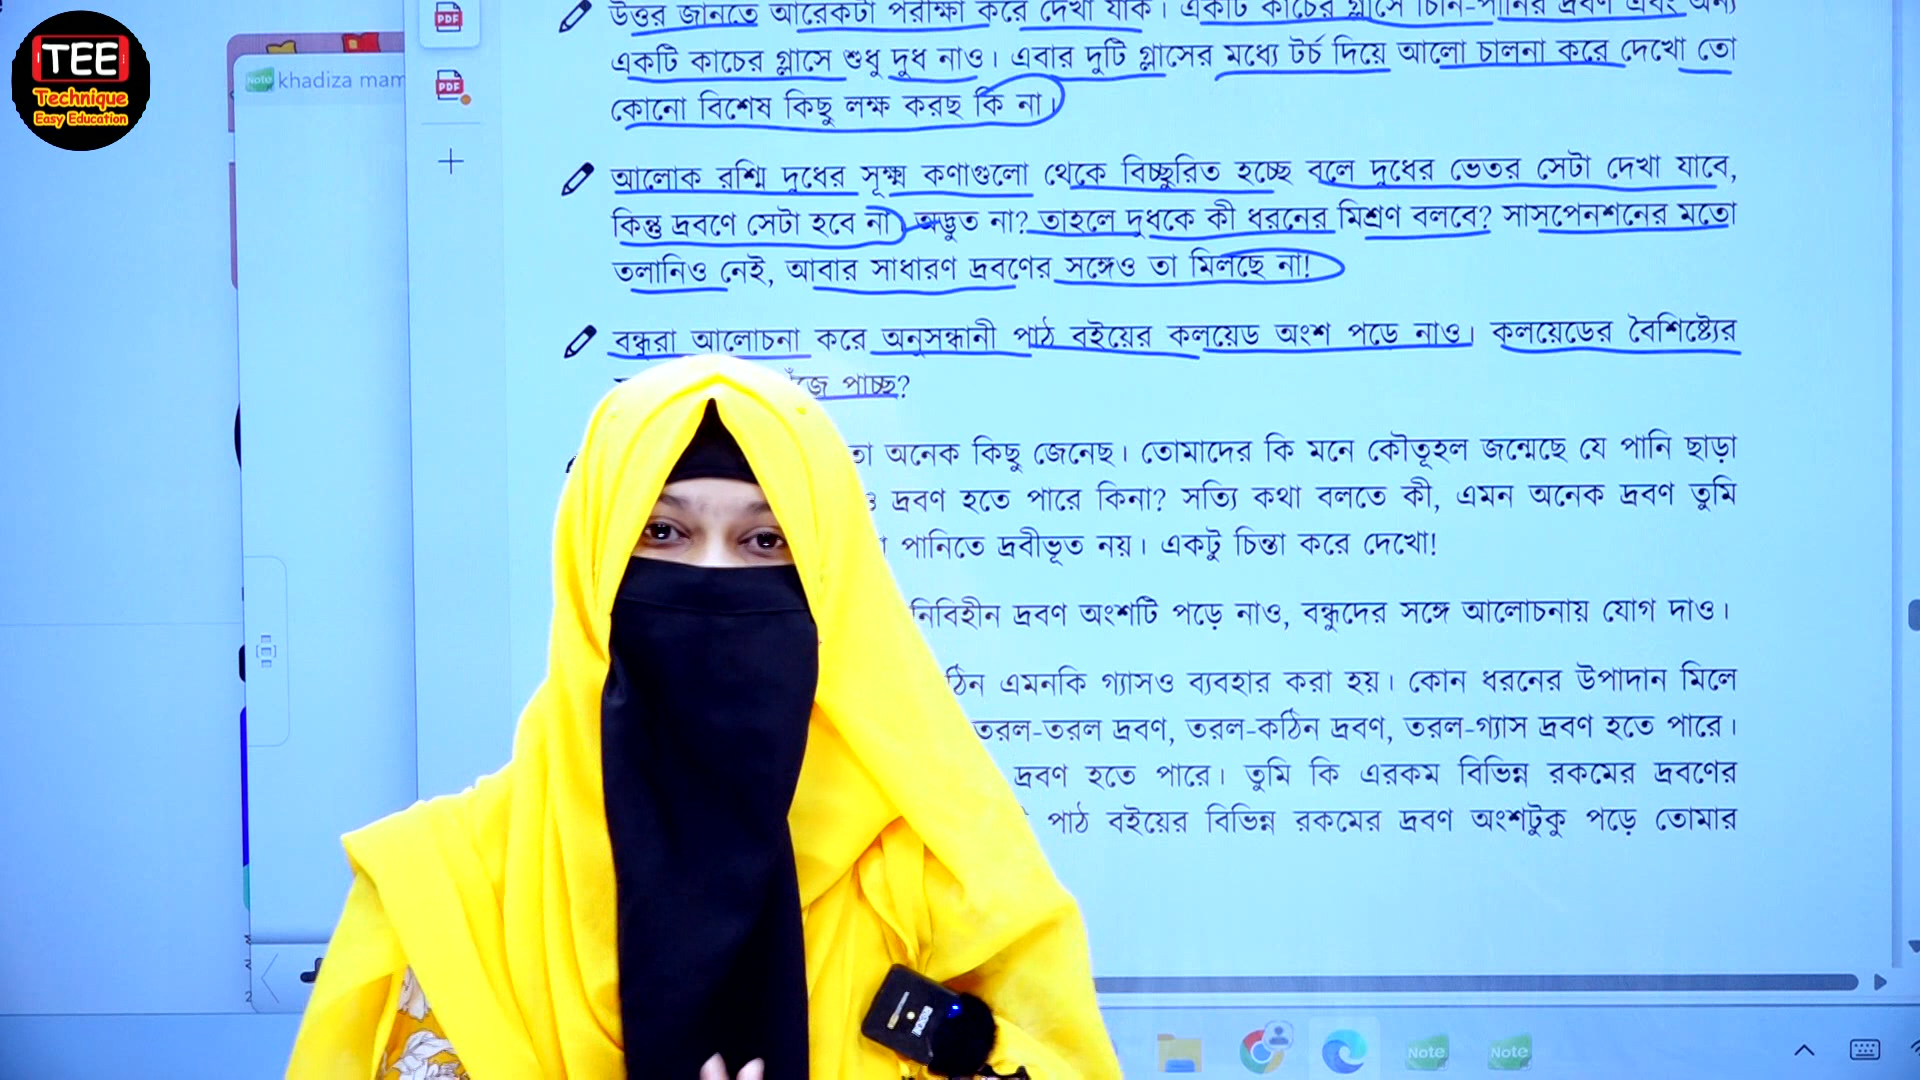 TEE
Technique
Easy Education
PDF
PDF
Note khadiza mam
উত্তর জানতে আরেকটা পরীক্ষা করে দেখা যাক। একটি কাচের গ্লাসে চিনি-পানির দ্রবণ এবং অন্য
একটি কাচের গ্লাসে শুধু দুধ নাও। এবার দুটি গ্লাসের মধ্যে টর্চ দিয়ে আলো চালনা করে দেখো তো
কোনো বিশেষ কিছু লক্ষ করছ কি না।
আলোক রশ্মি দুধের সূক্ষ্ম কণাগুলো থেকে বিচ্ছুরিত হচ্ছে বলে দুধের ভেতর সেটা দেখা যাবে,
কিন্তু দ্রবণে সেটা হবে না। অদ্ভুত না? তাহলে দুধকে কী ধরনের মিশ্রণ বলবে? সাসপেনশনের মতো
তলানিও নেই, আবার সাধারণ দ্রবণের সঙ্গেও তা মিলছে না!
বন্ধুরা আলোচনা করে অনুসন্ধানী পাঠ বইয়ের কলয়েড অংশ পড়ে নাও। কলয়েডের বৈশিষ্ট্যের
পাচ্ছ?
অনেক কিছু জেনেছ। তোমাদের কি মনে কৌতূহল জন্মেছে যে পানি ছাড়া
দ্রবণ হতে পারে কিনা? সত্যি কথা বলতে কী, এমন অনেক দ্রবণ তুমি
পানিতে দ্রবীভূত নয়। একটু চিন্তা করে দেখো!
দ্রবণ অংশটি পড়ে নাও, বন্ধুদের সঙ্গে আলোচনায় যোগ দাও।
এমনকি গ্যাসও ব্যবহার করা হয়। কোন ধরনের উপাদান মিলে
তরল-তরল দ্রবণ, তরল-কঠিন দ্রবণ, তরল-গ্যাস দ্রবণ হতে পারে।
দ্রবণ হতে পারে। তুমি কি এরকম বিভিন্ন রকমের দ্রবণের
পাঠ বইয়ের বিভিন্ন রকমের দ্রবণ অংশটুকু পড়ে তোমার
Note
Note